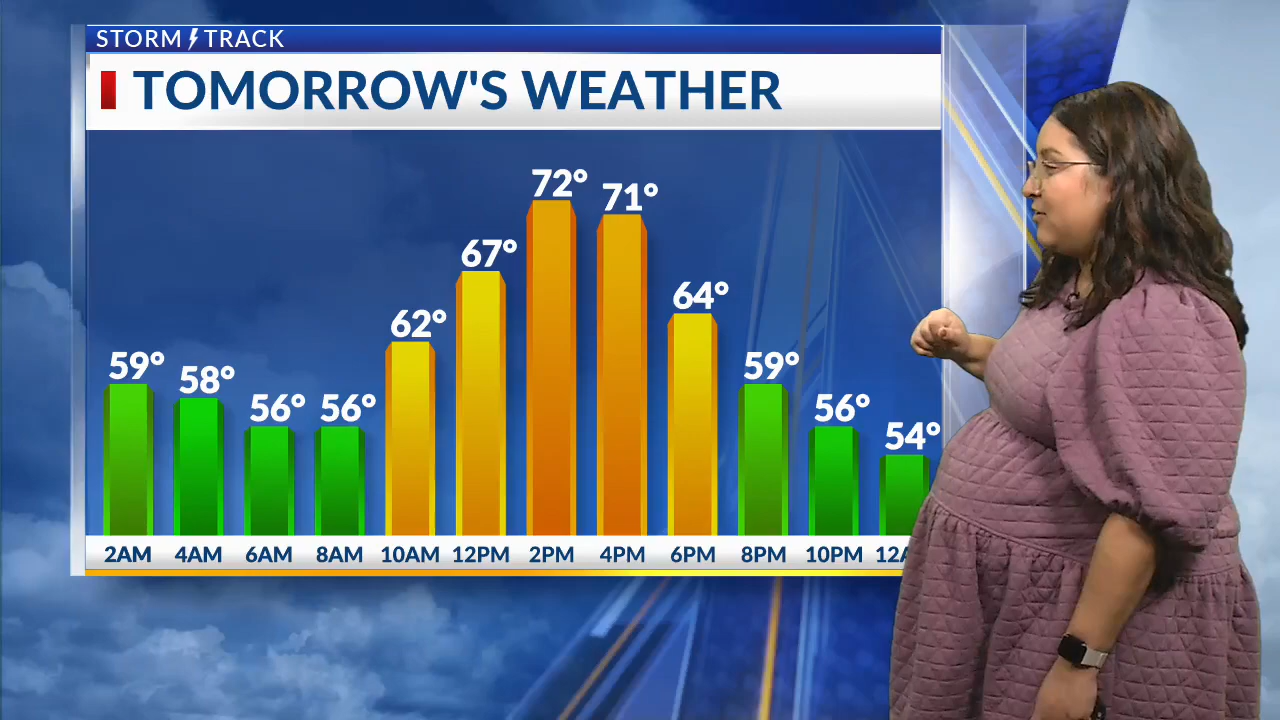 STORM TRACK
TOMORROW'S WEATHER
59° 58° 56° 56° 62° 67° 72° 71° 64° 59° 56° 54°
2AM 4AM 6AM 8AM 10AM 12PM 2PM 4PM 6PM 8PM 10PM